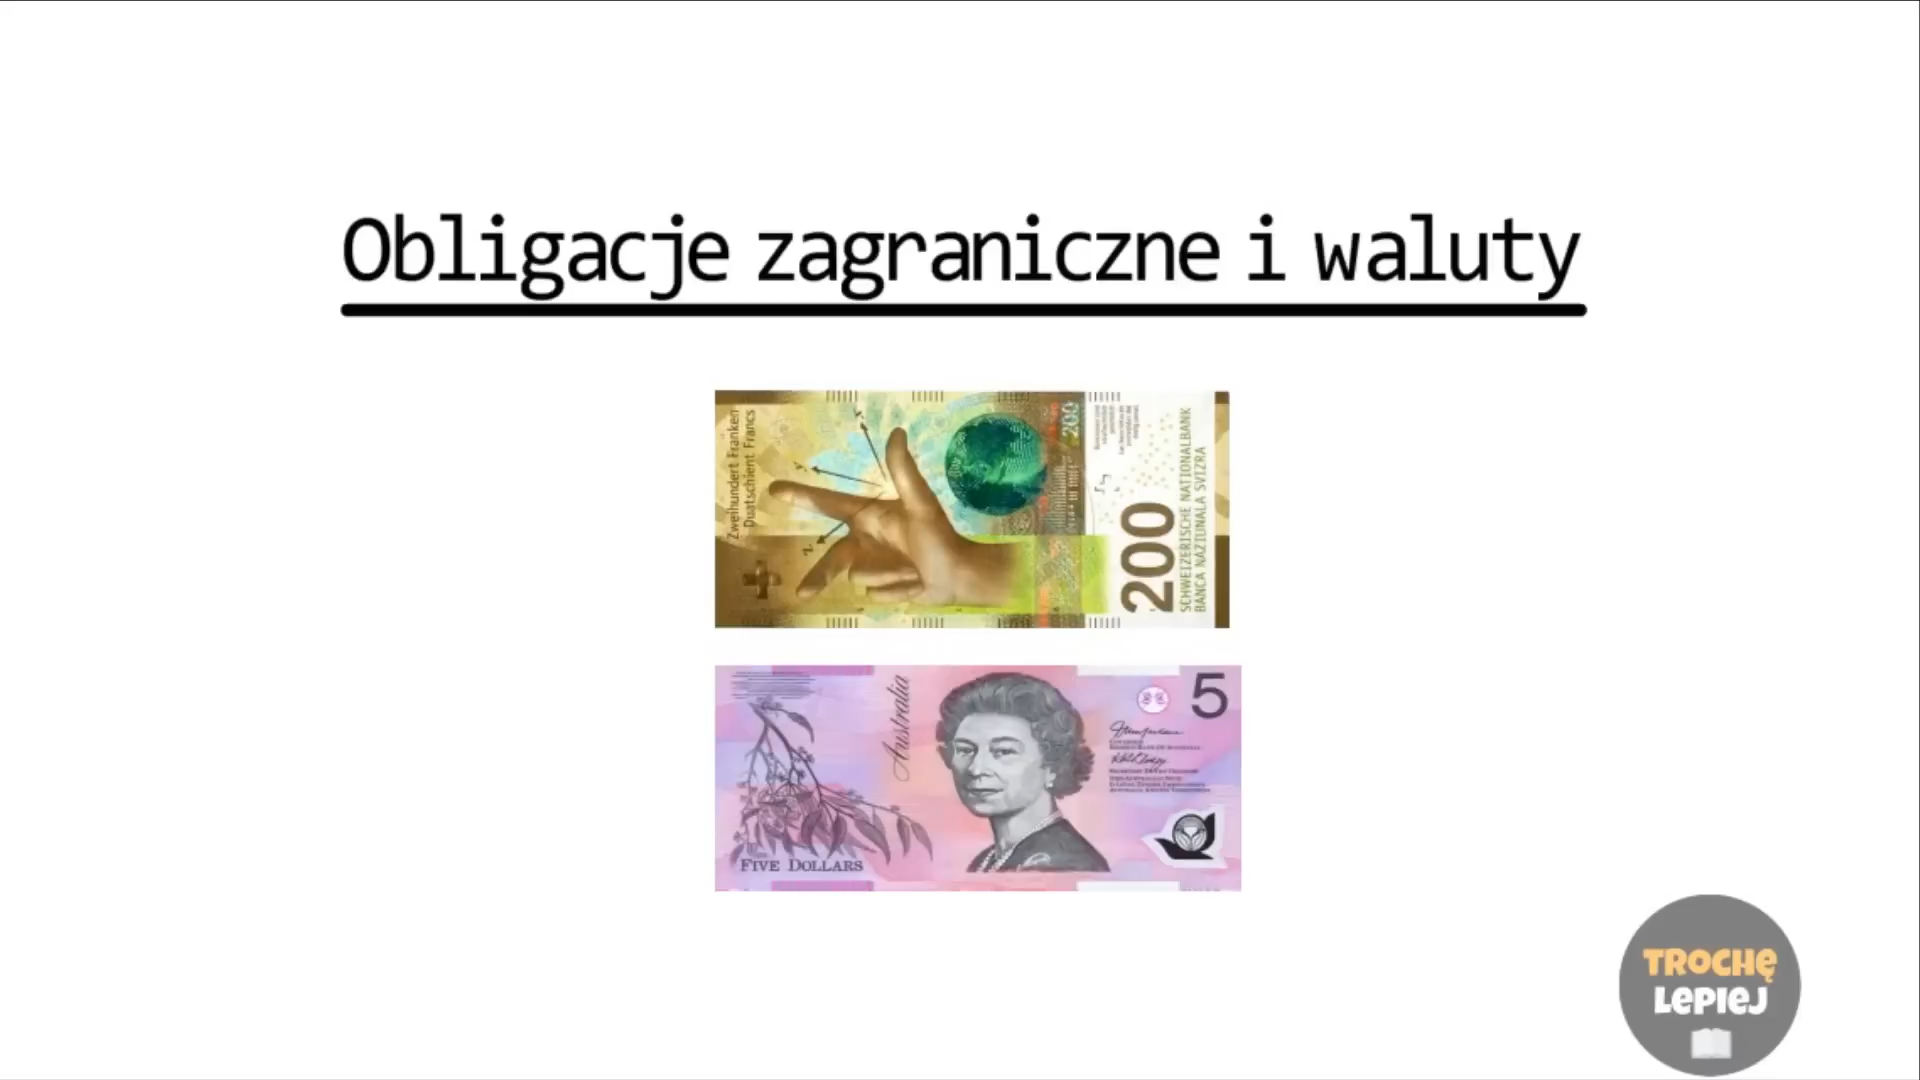 Obligacje zagraniczne i waluty
Zweihundert Franken
Duatschient Francs
200
200
SCHWEIZERISCHE NATIONALBANK
BANCA NAZIUNALA SVIZRA
Australia
5
FIVE DOLLARS
TROCHĘ
LEPIEJ